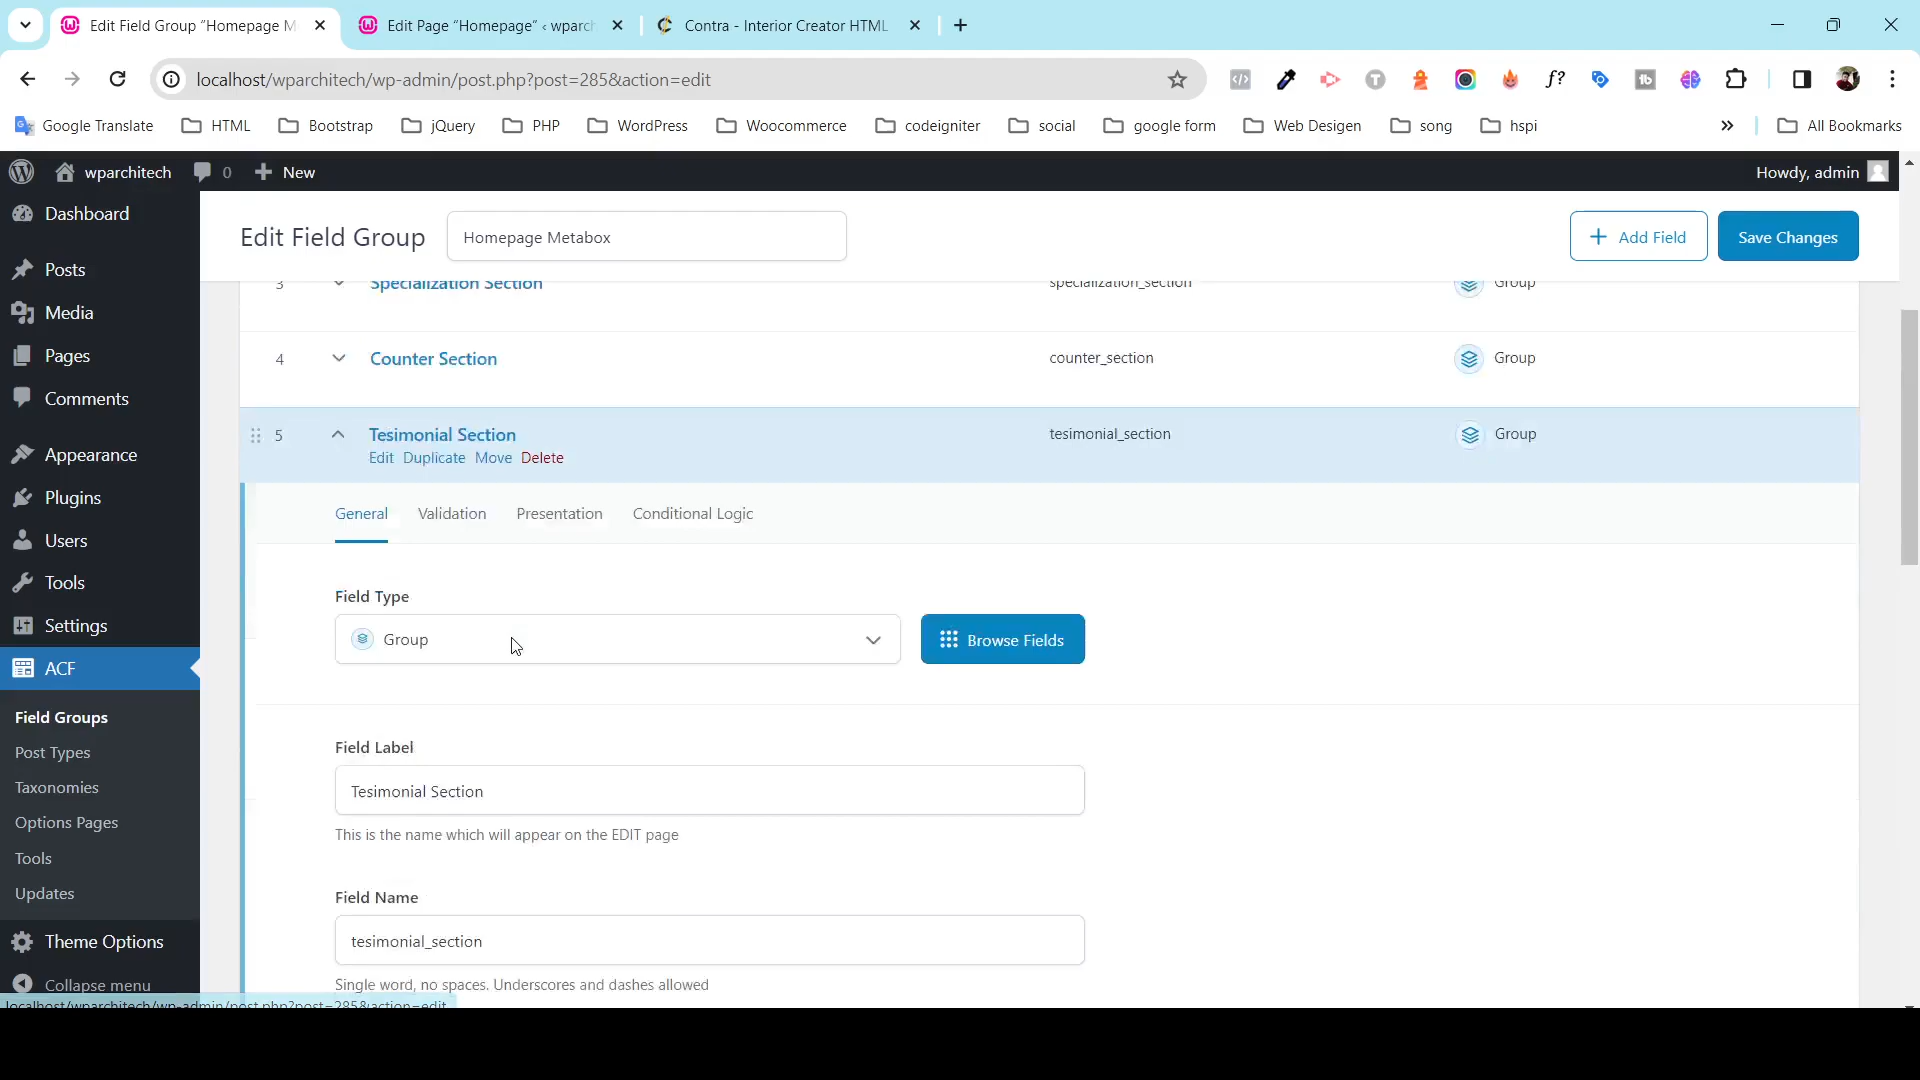 Edit Field Group “Homepage M
Edit Page “Homepage” ‹ wparch
Contra - Interior Creator HTML
localhost/wparchitech/wp-admin/post.php?post=285&action=edit
Google Translate
HTML
Bootstrap
jQuery
PHP
WordPress
Woocommerce
codeigniter
social
google form
Web Desigen
song
hspi
»
All Bookmarks
wparchitech
0
+ New
Howdy, admin
Dashboard
Posts
Media
Pages
Comments
Appearance
Plugins
Users
Tools
Settings
ACF
Field Groups
Post Types
Taxonomies
Options Pages
Tools
Updates
Theme Options
Collapse menu
localhost/wparchitech/wp-admin/post.php?post=285&action=edit
Edit Field Group
Homepage Metabox
+ Add Field
Save Changes
3 Specialization Section specialization_section Group
4 Counter Section counter_section Group
5 Tesimonial Section tesimonial_section Group
Edit Duplicate Move Delete
General Validation Presentation Conditional Logic
Field Type
Group
Browse Fields
Field Label
Tesimonial Section
This is the name which will appear on the EDIT page
Field Name
tesimonial_section
Single word, no spaces. Underscores and dashes allowed